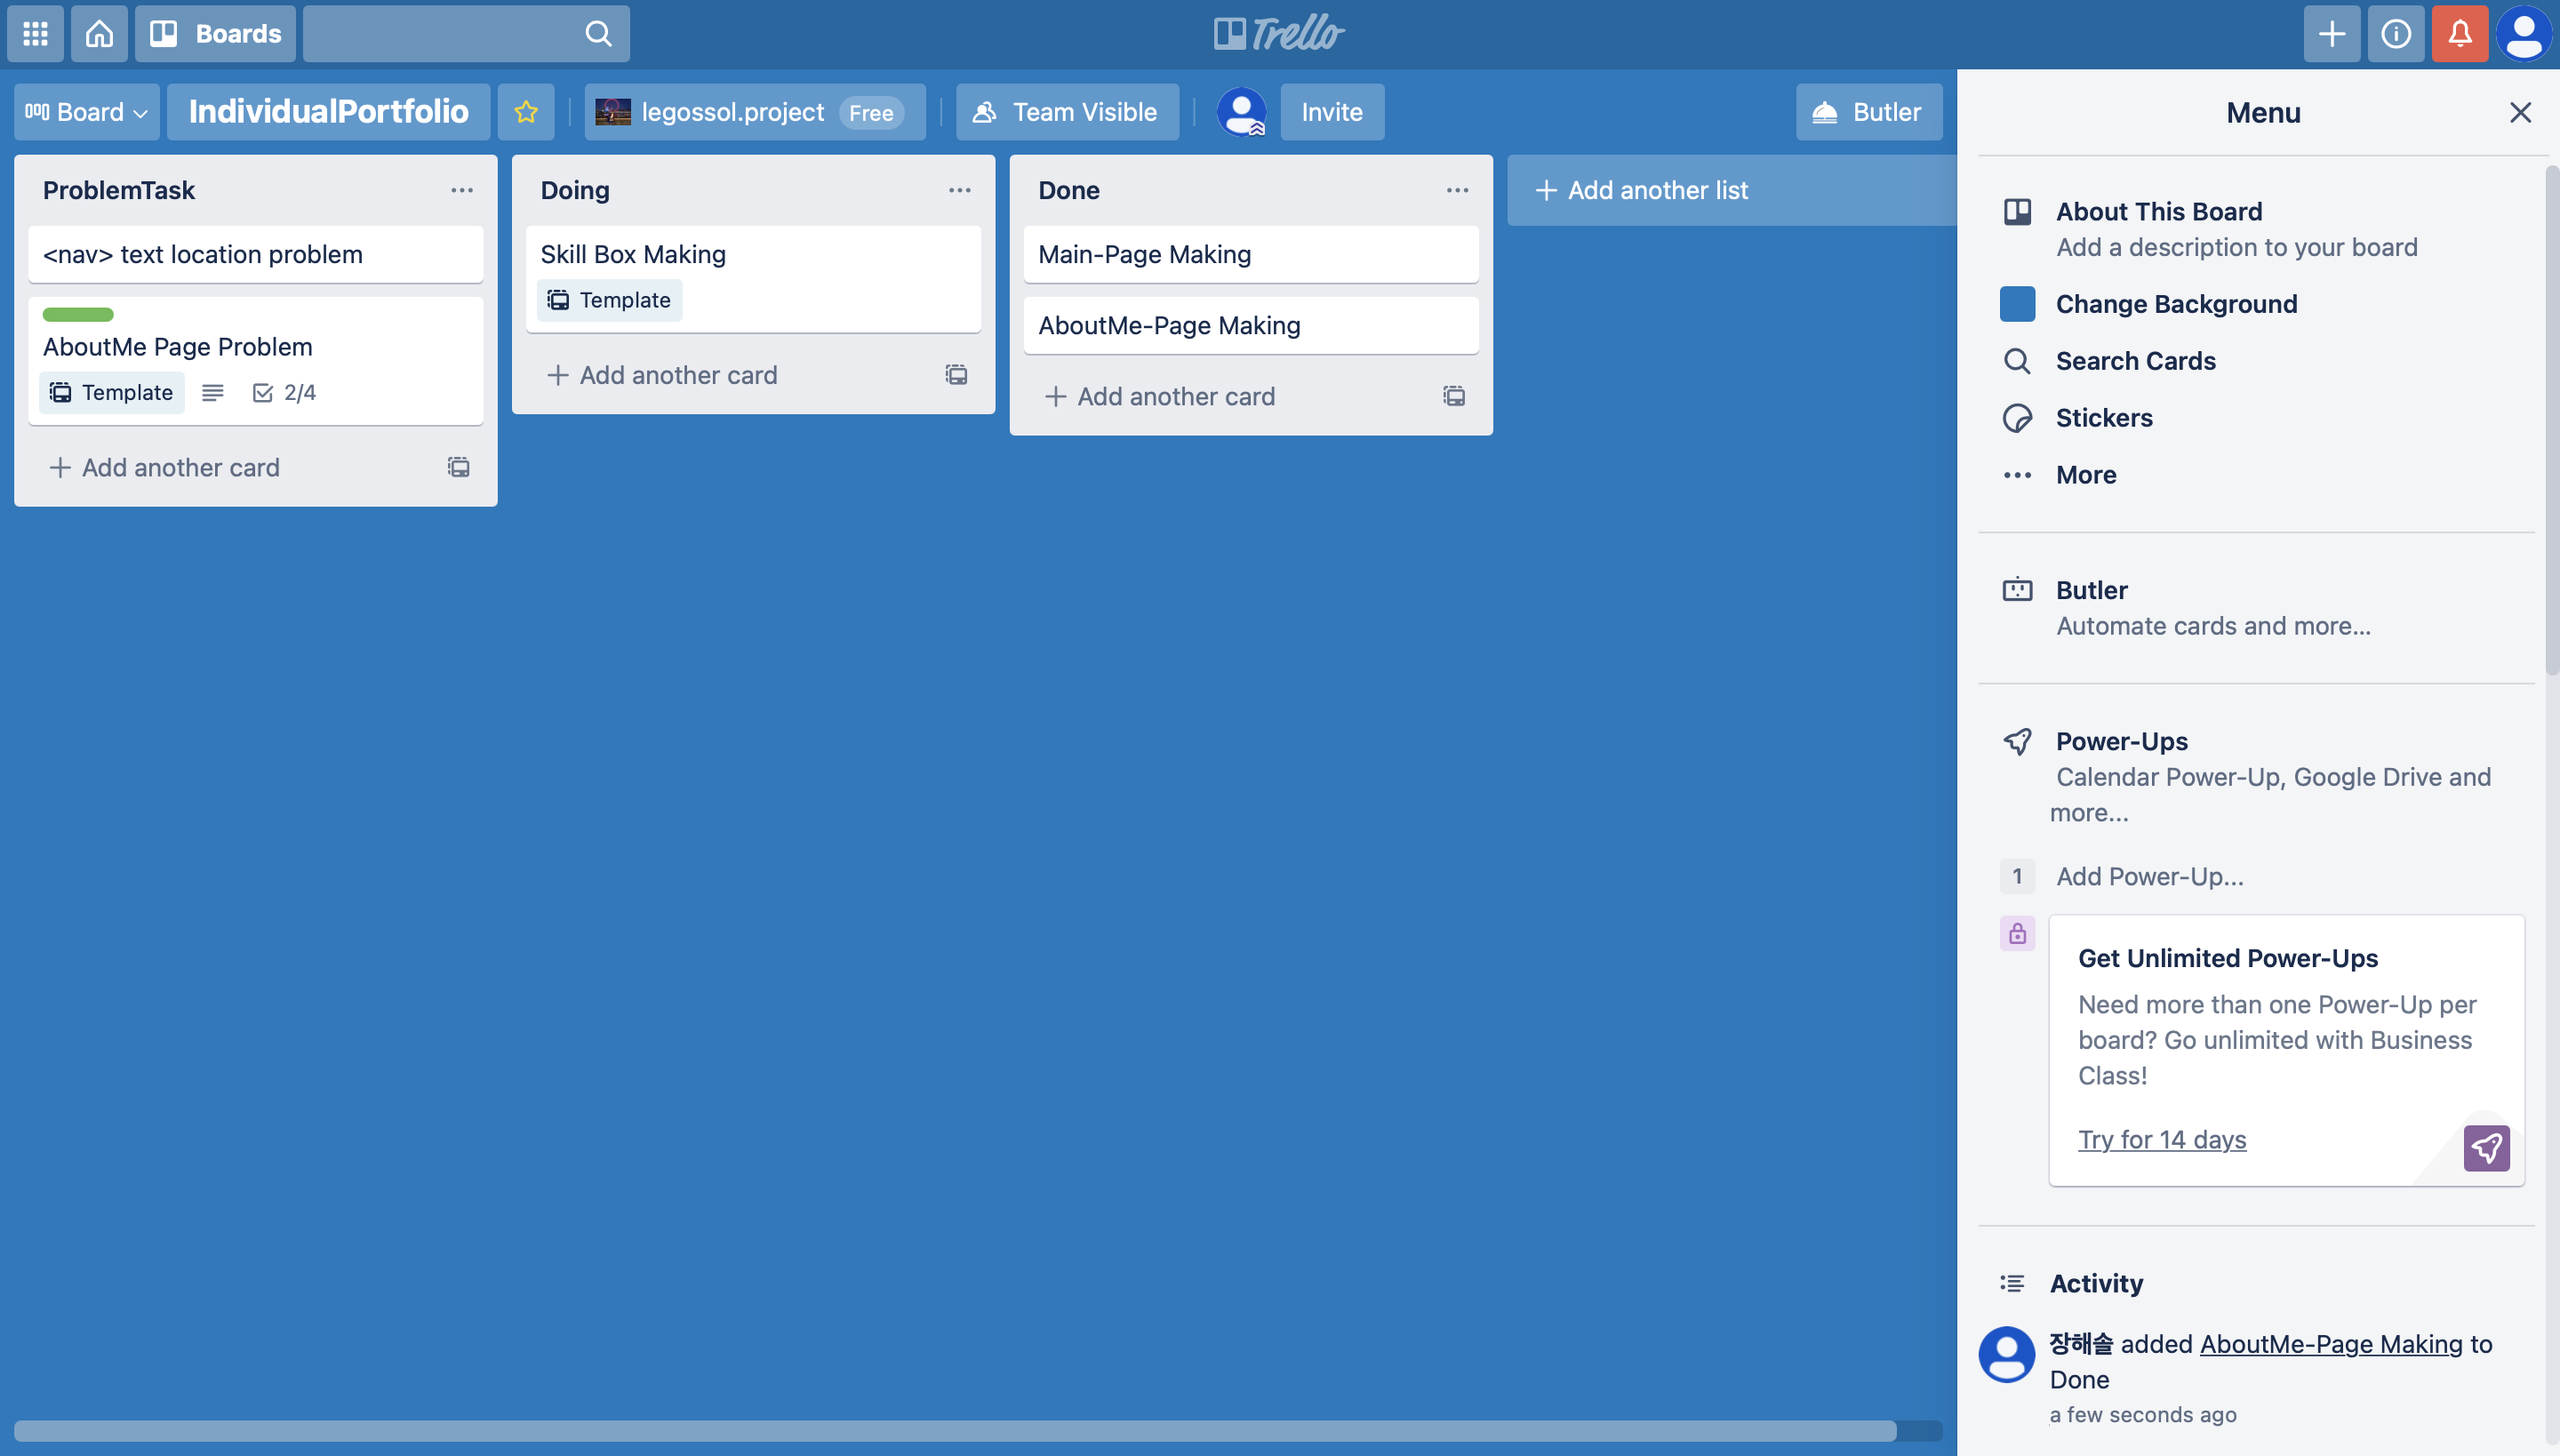 Boards
Trello
Board
IndividualPortfolio
legossol.project
Free
Team Visible
Invite
Butler
ProblemTask
<nav> text location problem
AboutMe Page Problem
Template
2/4
Add another card
Doing
Skill Box Making
Template
Add another card
Done
Main-Page Making
AboutMe-Page Making
Add another card
Add another list
Menu
About This Board
Add a description to your board
Change Background
Search Cards
Stickers
More
Butler
Automate cards and more...
Power-Ups
Calendar Power-Up, Google Drive and
more...
1
Add Power-Up...
Get Unlimited Power-Ups
Need more than one Power-Up per
board? Go unlimited with Business
Class!
Try for 14 days
Activity
장해솔 added AboutMe-Page Making to
Done
a few seconds ago